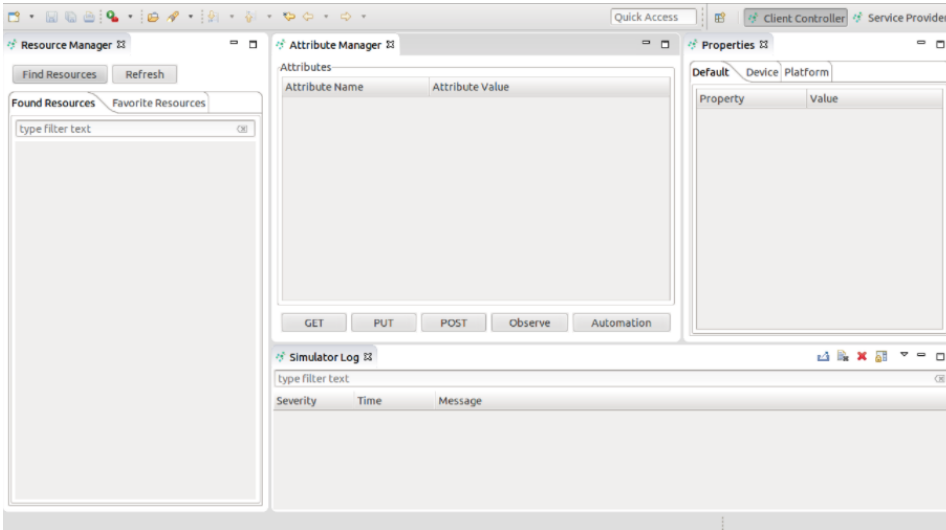 Quick Access
Client Controller
Service Provider
Resource Manager
Find Resources
Refresh
Found Resources
Favorite Resources
type filter text
Attribute Manager
Attributes
Attribute Name
Attribute Value
GET
PUT
POST
Observe
Automation
Properties
Default
Device
Platform
Property
Value
Simulator Log
type filter text
Severity
Time
Message